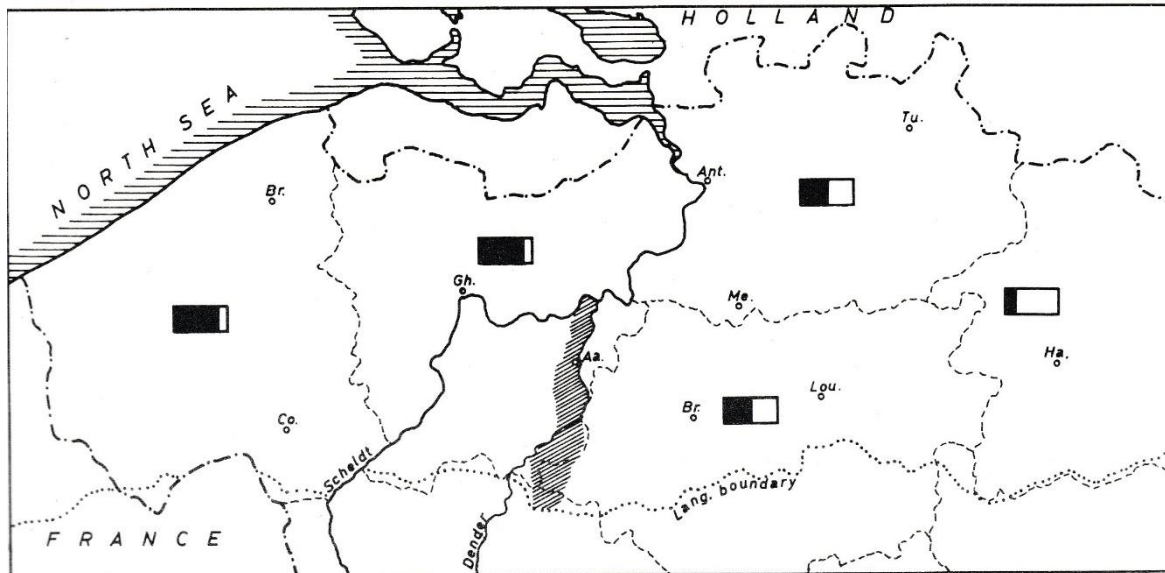 HOLLAND
NORTH SEA
Tu.
Ant.
Br.
Gh.
Me.
Aa.
Ha.
Lou.
Br.
Co.
Scheldt
Lang. boundary
Dender
FRANCE